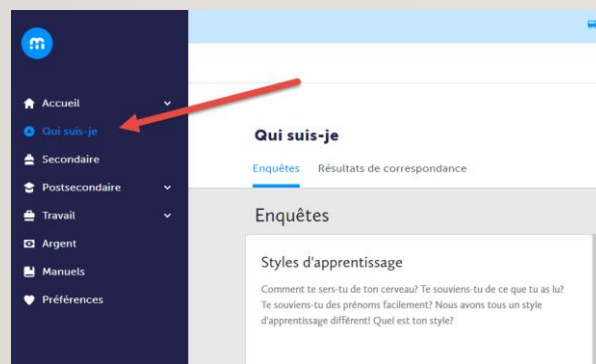 m
Accueil
Qui suis-je
Secondaire
Postsecondaire
Travail
Argent
Manuels
Préférences
Qui suis-je
Enquêtes Résultats de correspondance
Enquêtes
Styles d'apprentissage
Comment te sers-tu de ton cerveau? Te souviens-tu de ce que tu as lu?
Te souviens-tu des prénoms facilement? Nous avons tous un style
d'apprentissage différent! Quel est ton style?